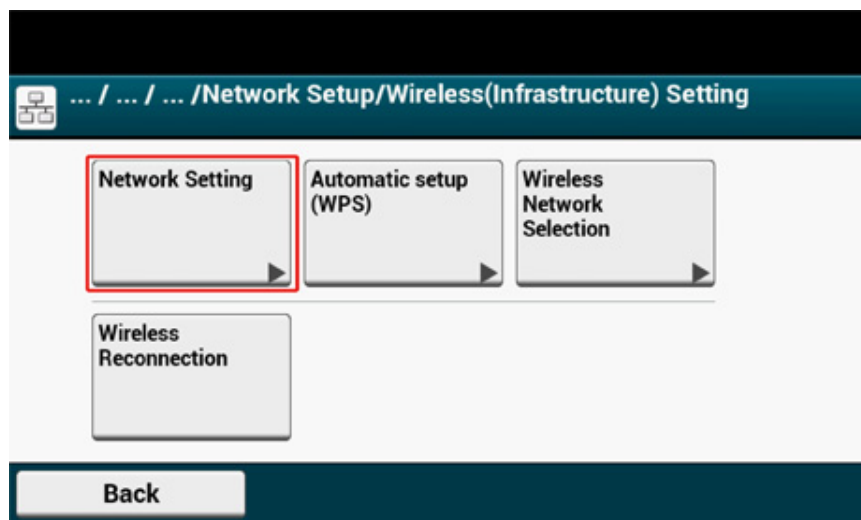 ... / ... / ... /Network Setup/Wireless(Infrastructure) Setting
Network Setting
Automatic setup
(WPS)
Wireless
Network
Selection
Wireless
Reconnection
Back